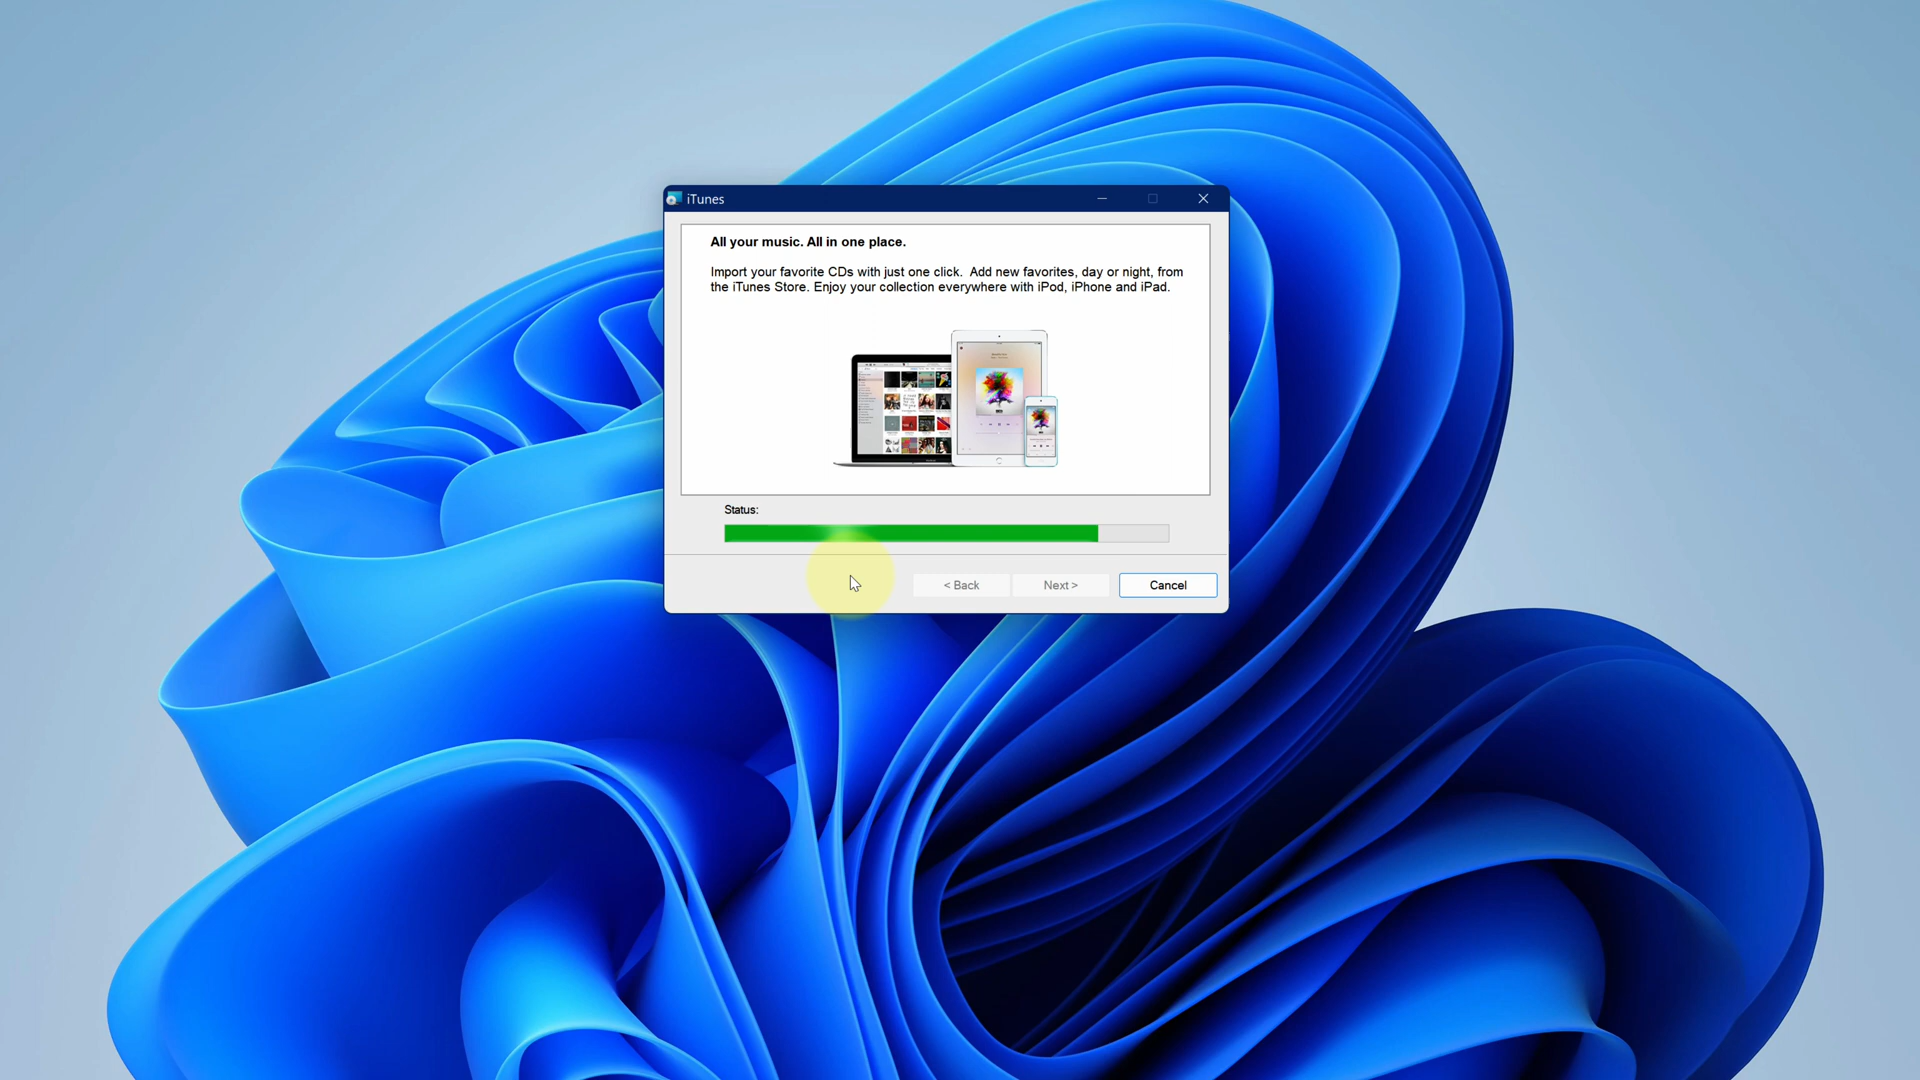 iTunes
All your music. All in one place.
Import your favorite CDs with just one click.  Add new favorites, day or night, from
the iTunes Store. Enjoy your collection everywhere with iPod, iPhone and iPad.
Status:
< Back
Next >
Cancel